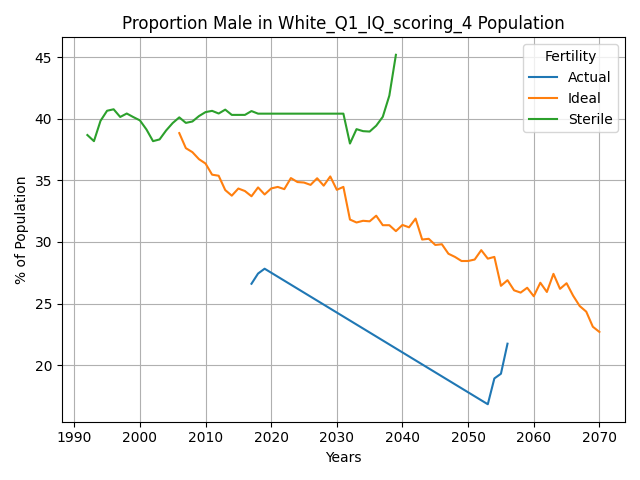 Proportion Male in White_Q1_IQ_scoring_4 Population
Fertility
Actual
Ideal
Sterile
% of Population
45
40
35
30
25
20
1990 2000 2010 2020 2030 2040 2050 2060 2070
Years